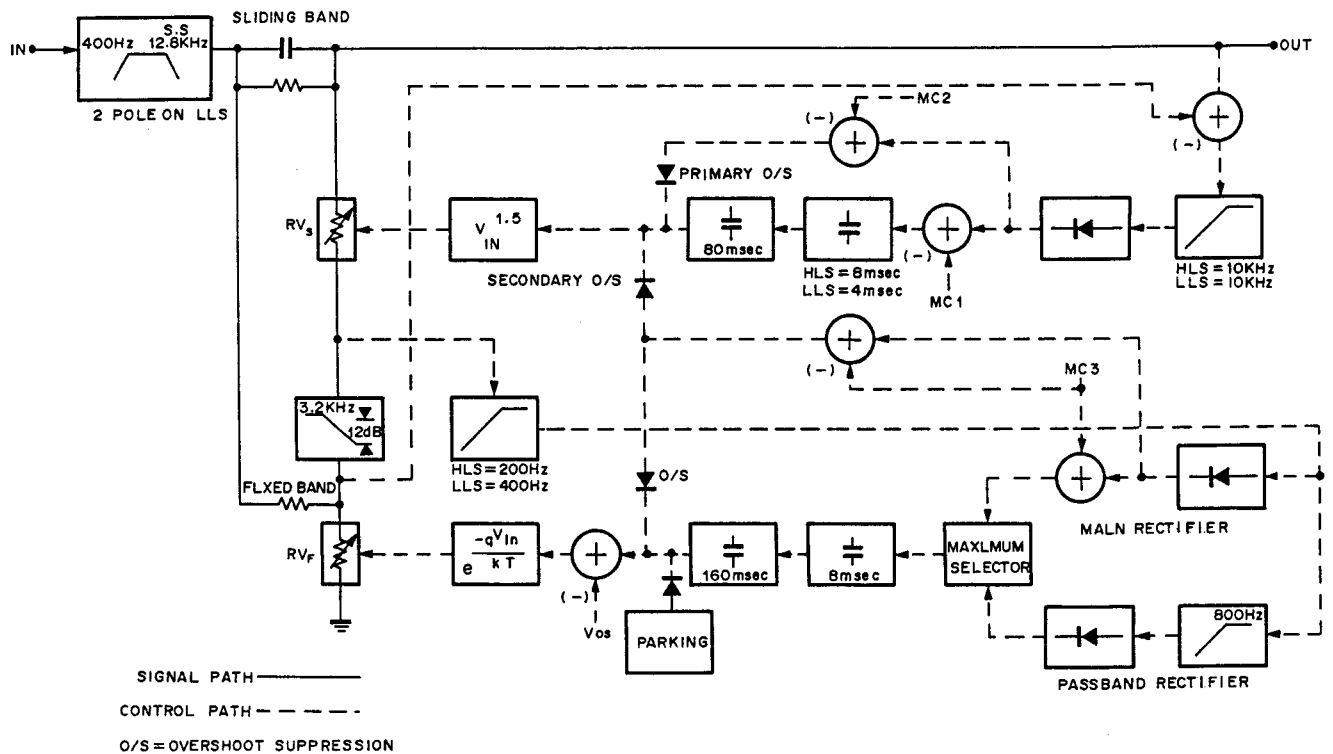 SLIDING BAND
IN
400Hz
S.S
12.8KHz
OUT
2 POLE ON LLS
(-)
MC2
(-)
PRIMARY O/S
RVS
V IN 1.5
80msec
HLS=8msec
LLS=4msec
(-)
MC1
HLS=10KHz
LLS=10KHz
SECONDARY O/S
(-)
MC3
3.2KHz
12dB
HLS=200Hz
LLS=400Hz
O/S
FLXED BAND
MALN RECTIFIER
RVF
e -qVIn
kT
(-)
Vos
160msec
8msec
MAXLMUM
SELECTOR
PARKING
800Hz
PASSBAND RECTIFIER
SIGNAL PATH
CONTROL PATH
O/S=OVERSHOOT SUPPRESSION